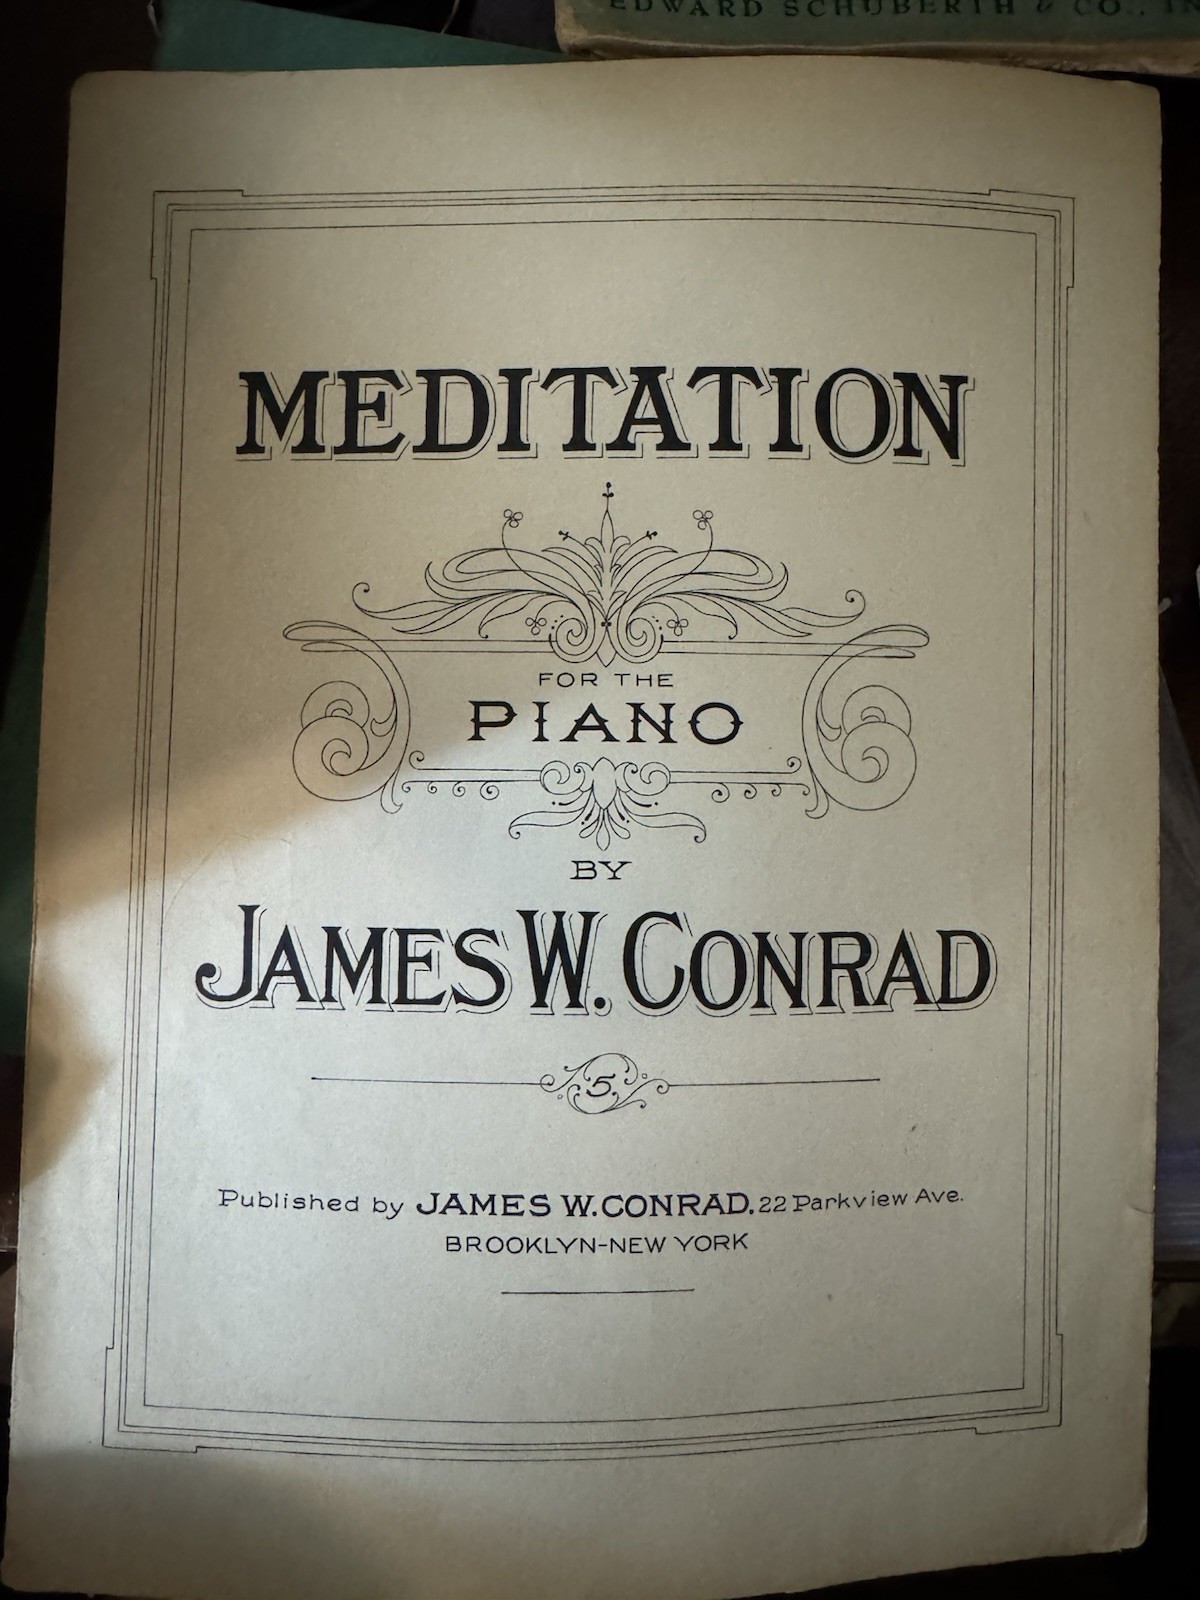 EDWARD SCHUBERTH & CO., IN
MEDITATION
FOR THE
PIANO
BY
JAMES W. CONRAD
5
Published by JAMES W. CONRAD, 22 Parkview Ave.
BROOKLYN-NEW YORK